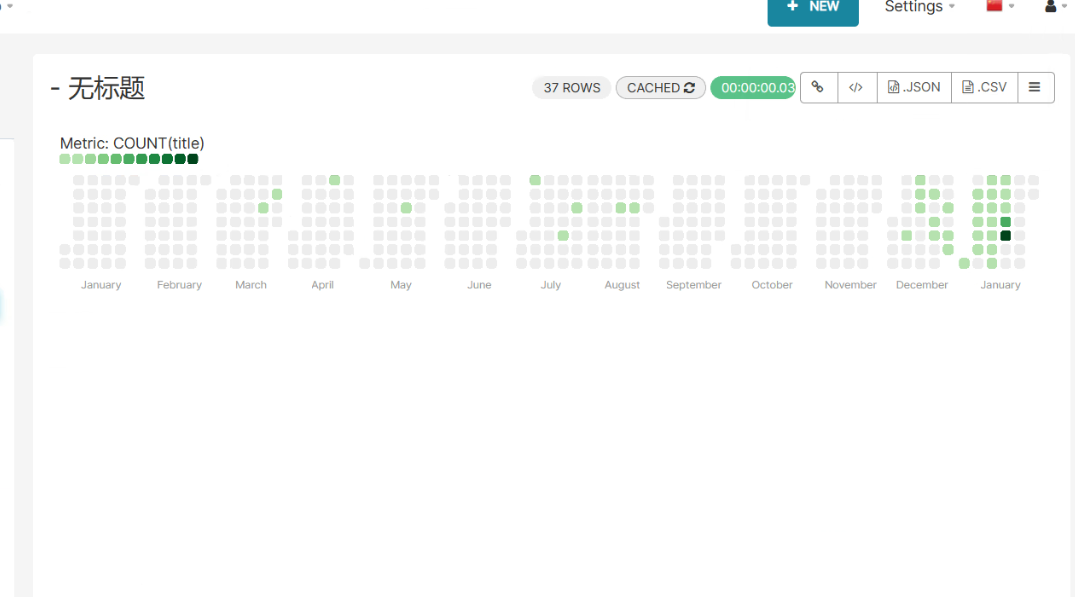 NEW
Settings
- 无标题
37 ROWS
CACHED
00:00:00.03
.JSON
.CSV
Metric: COUNT(title)
January
February
March
April
May
June
July
August
September
October
November
December
January